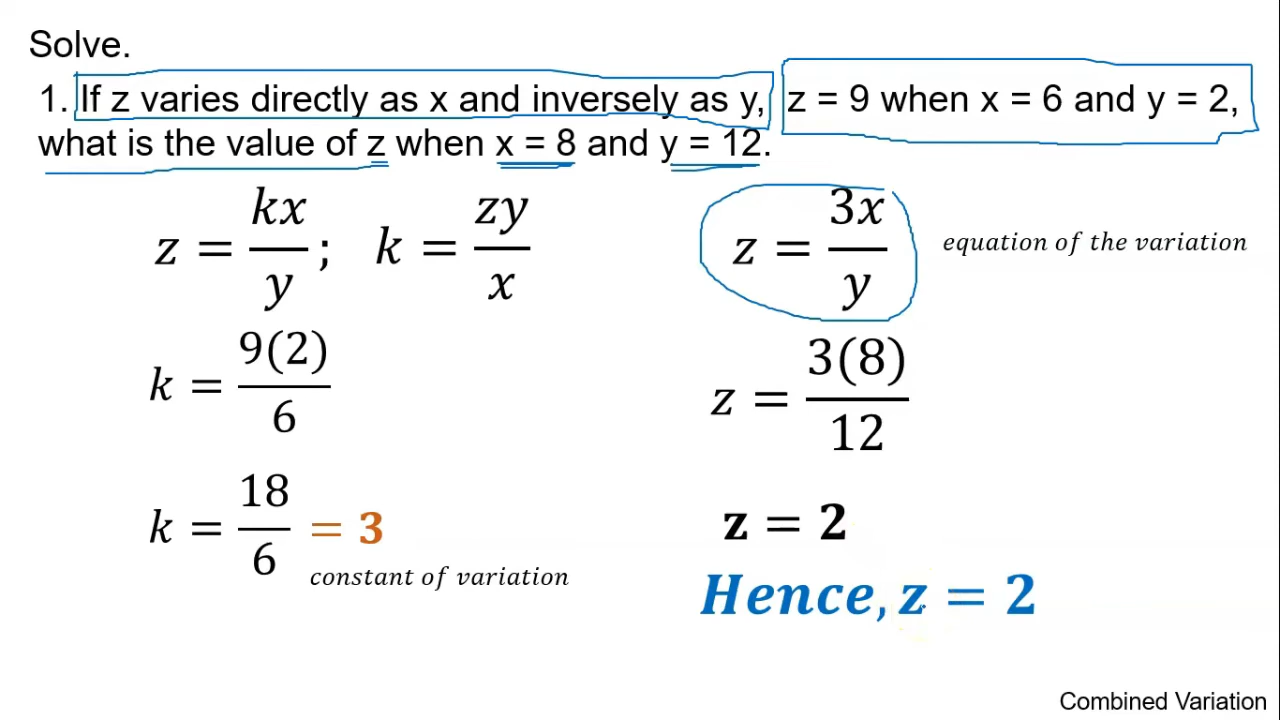 Solve.
1. If z varies directly as x and inversely as y, z = 9 when x = 6 and y = 2,
what is the value of z when x = 8 and y = 12.
z = kx/y; k = zy/x
z = 3x/y equation of the variation
k = 9(2)/6
z = 3(8)/12
k = 18/6 = 3
constant of variation
z = 2
Hence, z = 2
Combined Variation